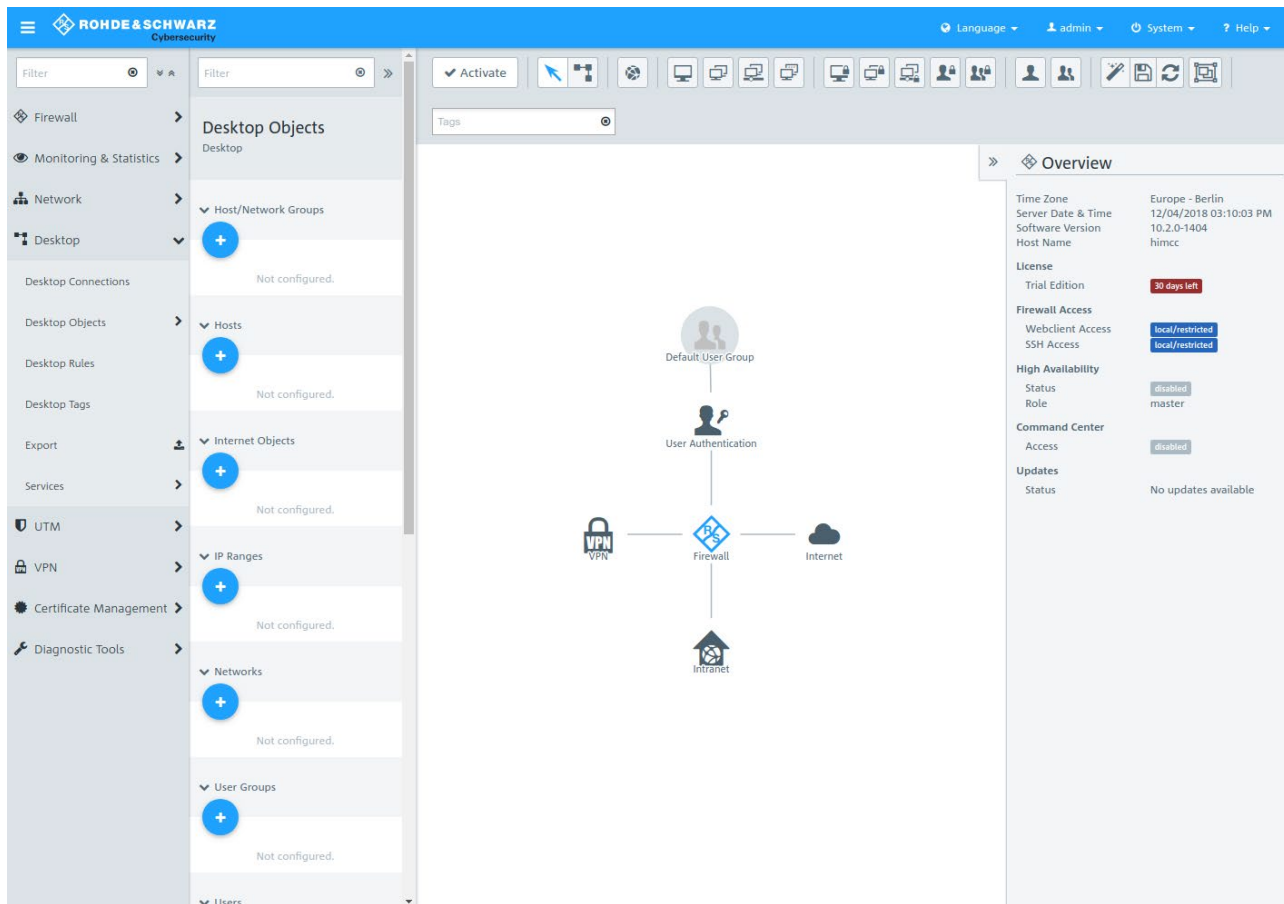 ROHDE & SCHWARZ
Cybersecurity
Language
admin
System
? Help
Filter
Firewall
Monitoring & Statistics
Network
Desktop
Desktop Connections
Desktop Objects
Desktop Rules
Desktop Tags
Export
Services
UTM
VPN
Certificate Management
Diagnostic Tools
Filter
Desktop Objects
Desktop
Host/Network Groups
Not configured.
Hosts
Not configured.
Internet Objects
Not configured.
IP Ranges
Not configured.
Networks
Not configured.
User Groups
Not configured.
Users
Activate
Tags
Default User Group
User Authentication
VPN
VPN
R S
Firewall
Internet
Intranet
Overview
Time Zone Europe - Berlin
Server Date & Time 12/04/2018 03:10:03 PM
Software Version 10.2.0-1404
Host Name himcc
License
Trial Edition 30 days left
Firewall Access
Webclient Access local/restricted
SSH Access local/restricted
High Availability
Status disabled
Role master
Command Center
Access disabled
Updates
Status No updates available